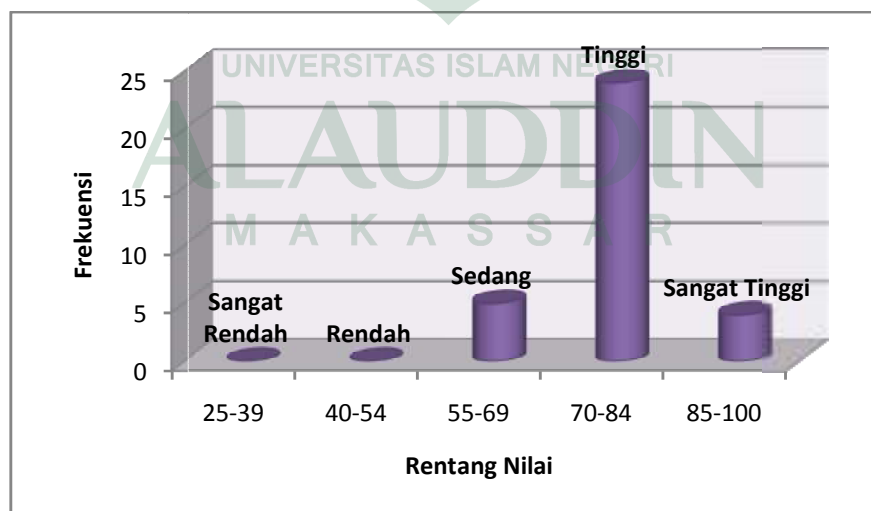 UNIVERSITAS ISLAM NEGERI
ALAUDDIN
M A K A S S A R
Frekuensi
25
20
15
10
5
0
Sangat
Rendah
Rendah
Sedang
Tinggi
Sangat Tinggi
25-39
40-54
55-69
70-84
85-100
Rentang Nilai